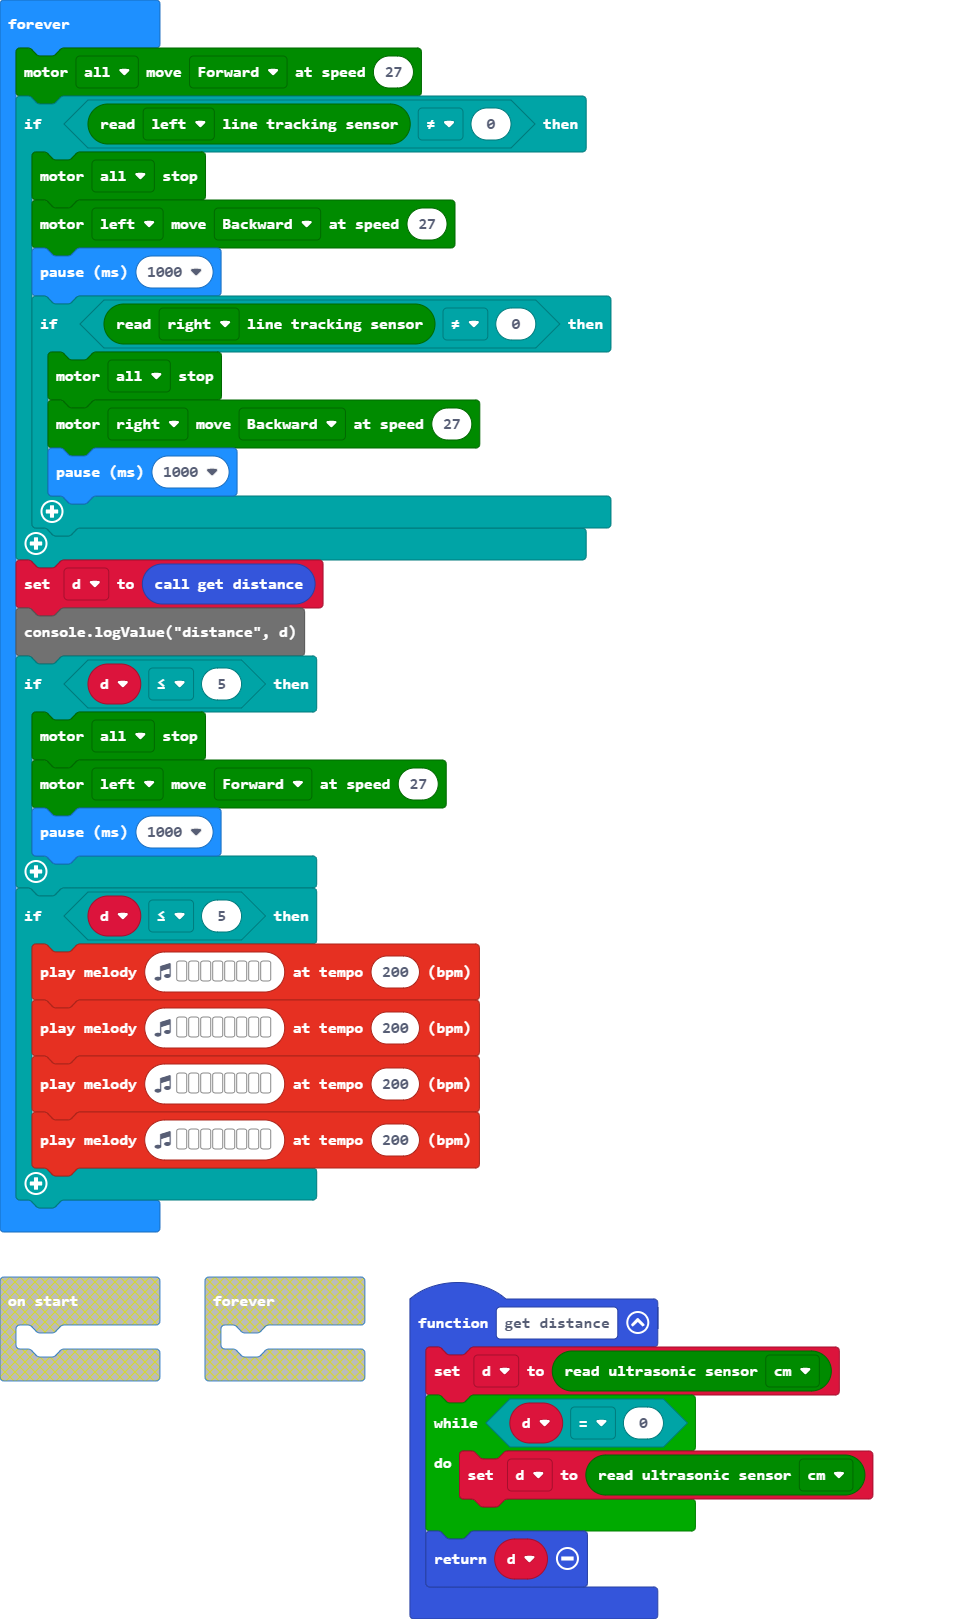 forever
motor all move Forward at speed 27
if read left line tracking sensor ≠ 0 then
motor all stop
motor left move Backward at speed 27
pause (ms) 1000
if read right line tracking sensor ≠ 0 then
motor all stop
motor right move Backward at speed 27
pause (ms) 1000
set d to call get distance
console.logValue("distance", d)
if d ≤ 5 then
motor all stop
motor left move Forward at speed 27
pause (ms) 1000
if d ≤ 5 then
play melody at tempo 200 (bpm)
play melody at tempo 200 (bpm)
play melody at tempo 200 (bpm)
play melody at tempo 200 (bpm)
on start
forever
function get distance
set d to read ultrasonic sensor cm
while d = 0
do set d to read ultrasonic sensor cm
return d